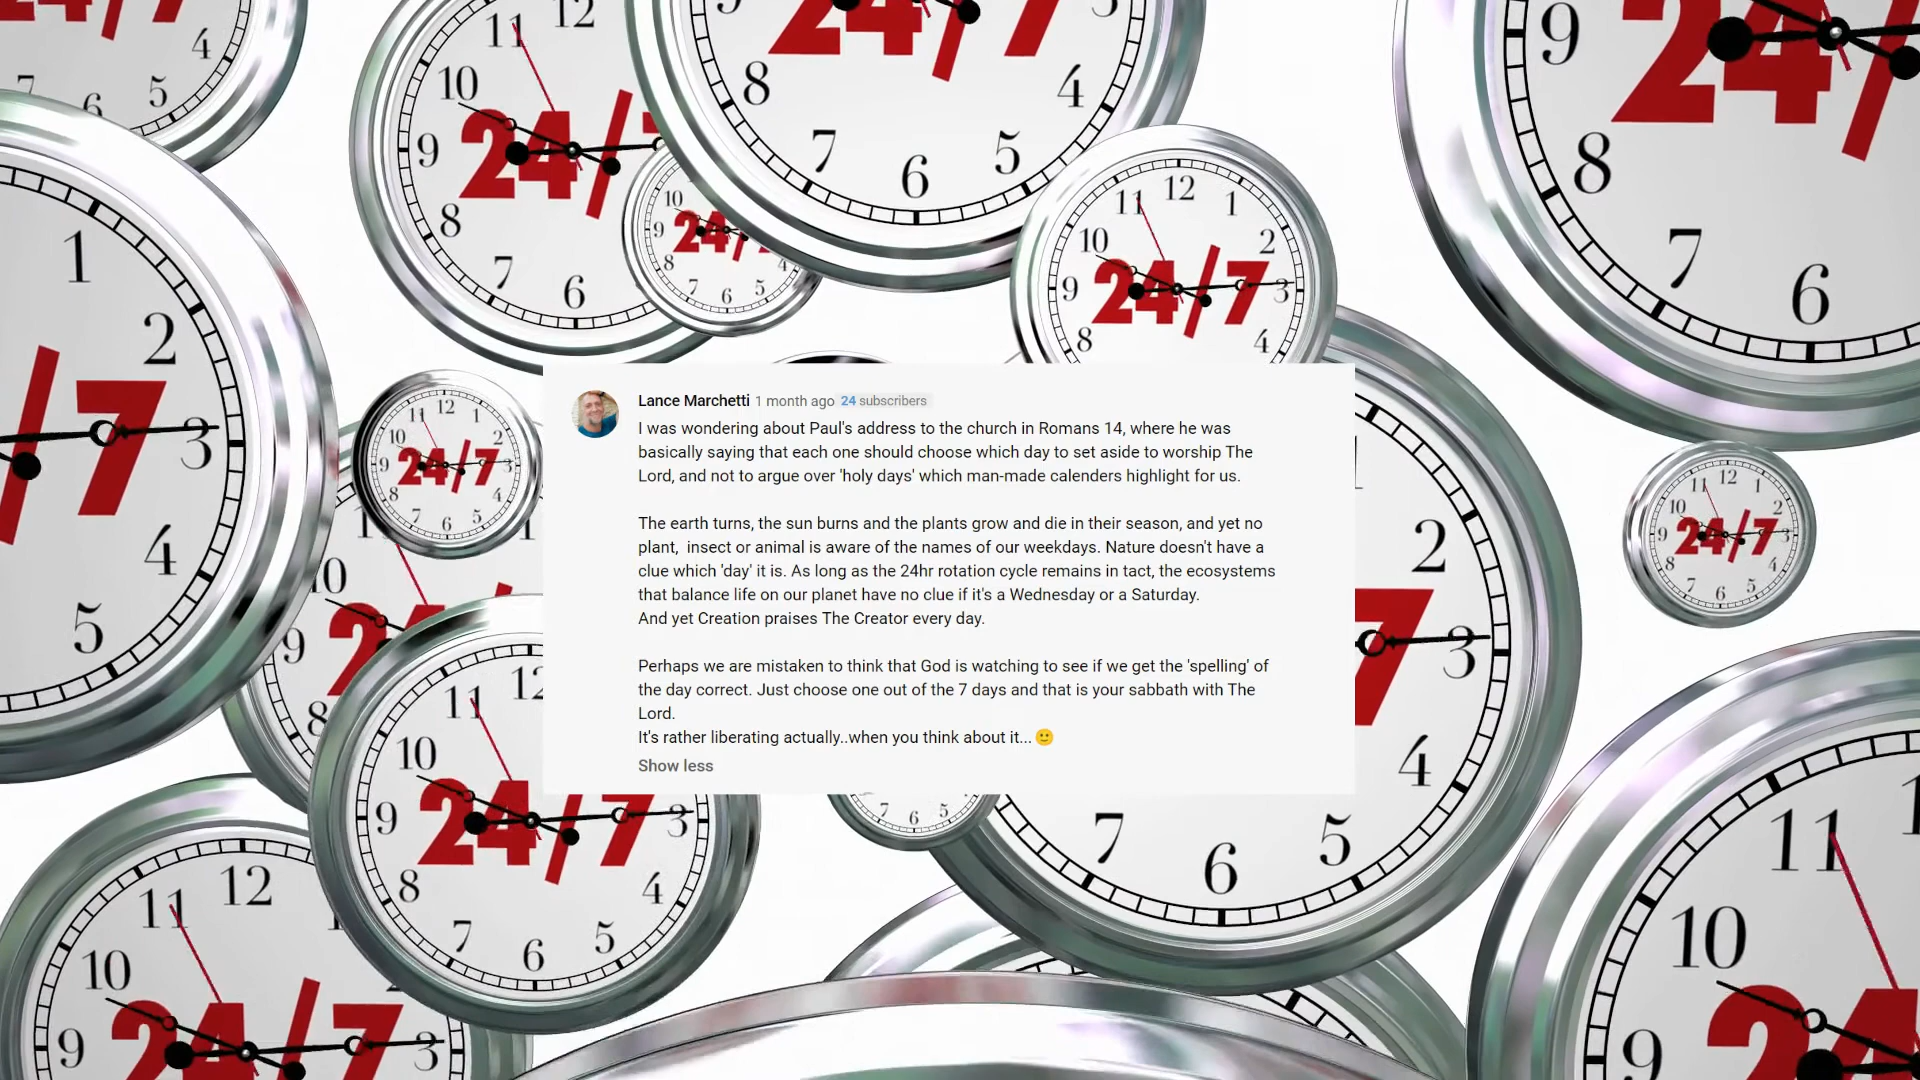 Lance Marchetti 1 month ago 24 subscribers
I was wondering about Paul's address to the church in Romans 14, where he was
basically saying that each one should choose which day to set aside to worship The
Lord, and not to argue over 'holy days' which man-made calenders highlight for us.
The earth turns, the sun burns and the plants grow and die in their season, and yet no
plant,  insect or animal is aware of the names of our weekdays. Nature doesn't have a
clue which 'day' it is. As long as the 24hr rotation cycle remains in tact, the ecosystems
that balance life on our planet have no clue if it's a Wednesday or a Saturday.
And yet Creation praises The Creator every day.
Perhaps we are mistaken to think that God is watching to see if we get the 'spelling' of
the day correct. Just choose one out of the 7 days and that is your sabbath with The
Lord.
It's rather liberating actually..when you think about it... 🙂
Show less
24/7
24/7
24/7
24/7
24/7
24/7
24/7
24/7